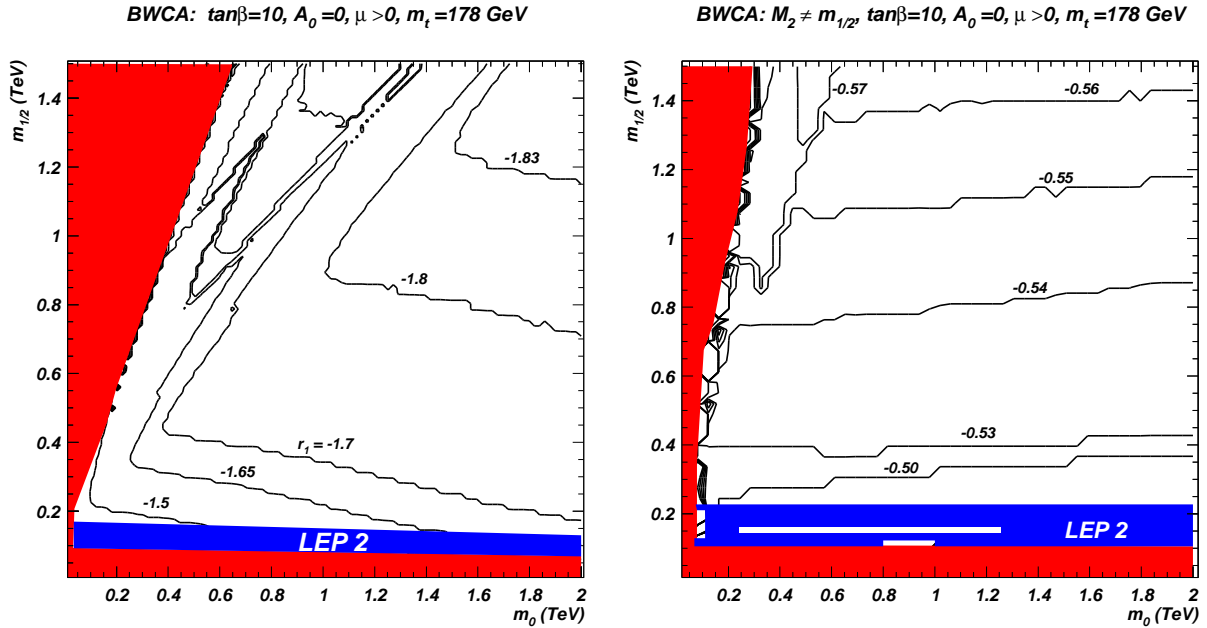 BWCA: tanβ=10, A0 =0, μ >0, mt =178 GeV
m1/2 (TeV)
1.4
1.2
1
0.8
0.6
0.4
0.2
-1.83
-1.8
r1 = -1.7
-1.65
-1.5
LEP 2
0.2 0.4 0.6 0.8 1 1.2 1.4 1.6 1.8 2
m0 (TeV)
BWCA: M2 ≠ m1/2, tanβ=10, A0 =0, μ >0, mt =178 GeV
m1/2 (TeV)
1.4
1.2
1
0.8
0.6
0.4
0.2
-0.57
-0.56
-0.55
-0.54
-0.53
-0.50
LEP 2
0.2 0.4 0.6 0.8 1 1.2 1.4 1.6 1.8 2
m0 (TeV)